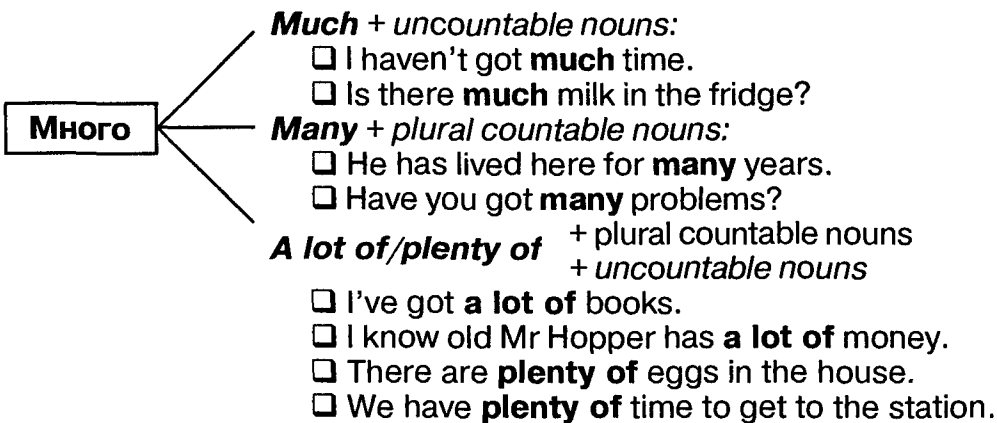 Много
Much + uncountable nouns:
❑ I haven't got much time.
❑ Is there much milk in the fridge?
Many + plural countable nouns:
❑ He has lived here for many years.
❑ Have you got many problems?
A lot of/plenty of + plural countable nouns
+ uncountable nouns
❑ I've got a lot of books.
❑ I know old Mr Hopper has a lot of money.
❑ There are plenty of eggs in the house.
❑ We have plenty of time to get to the station.